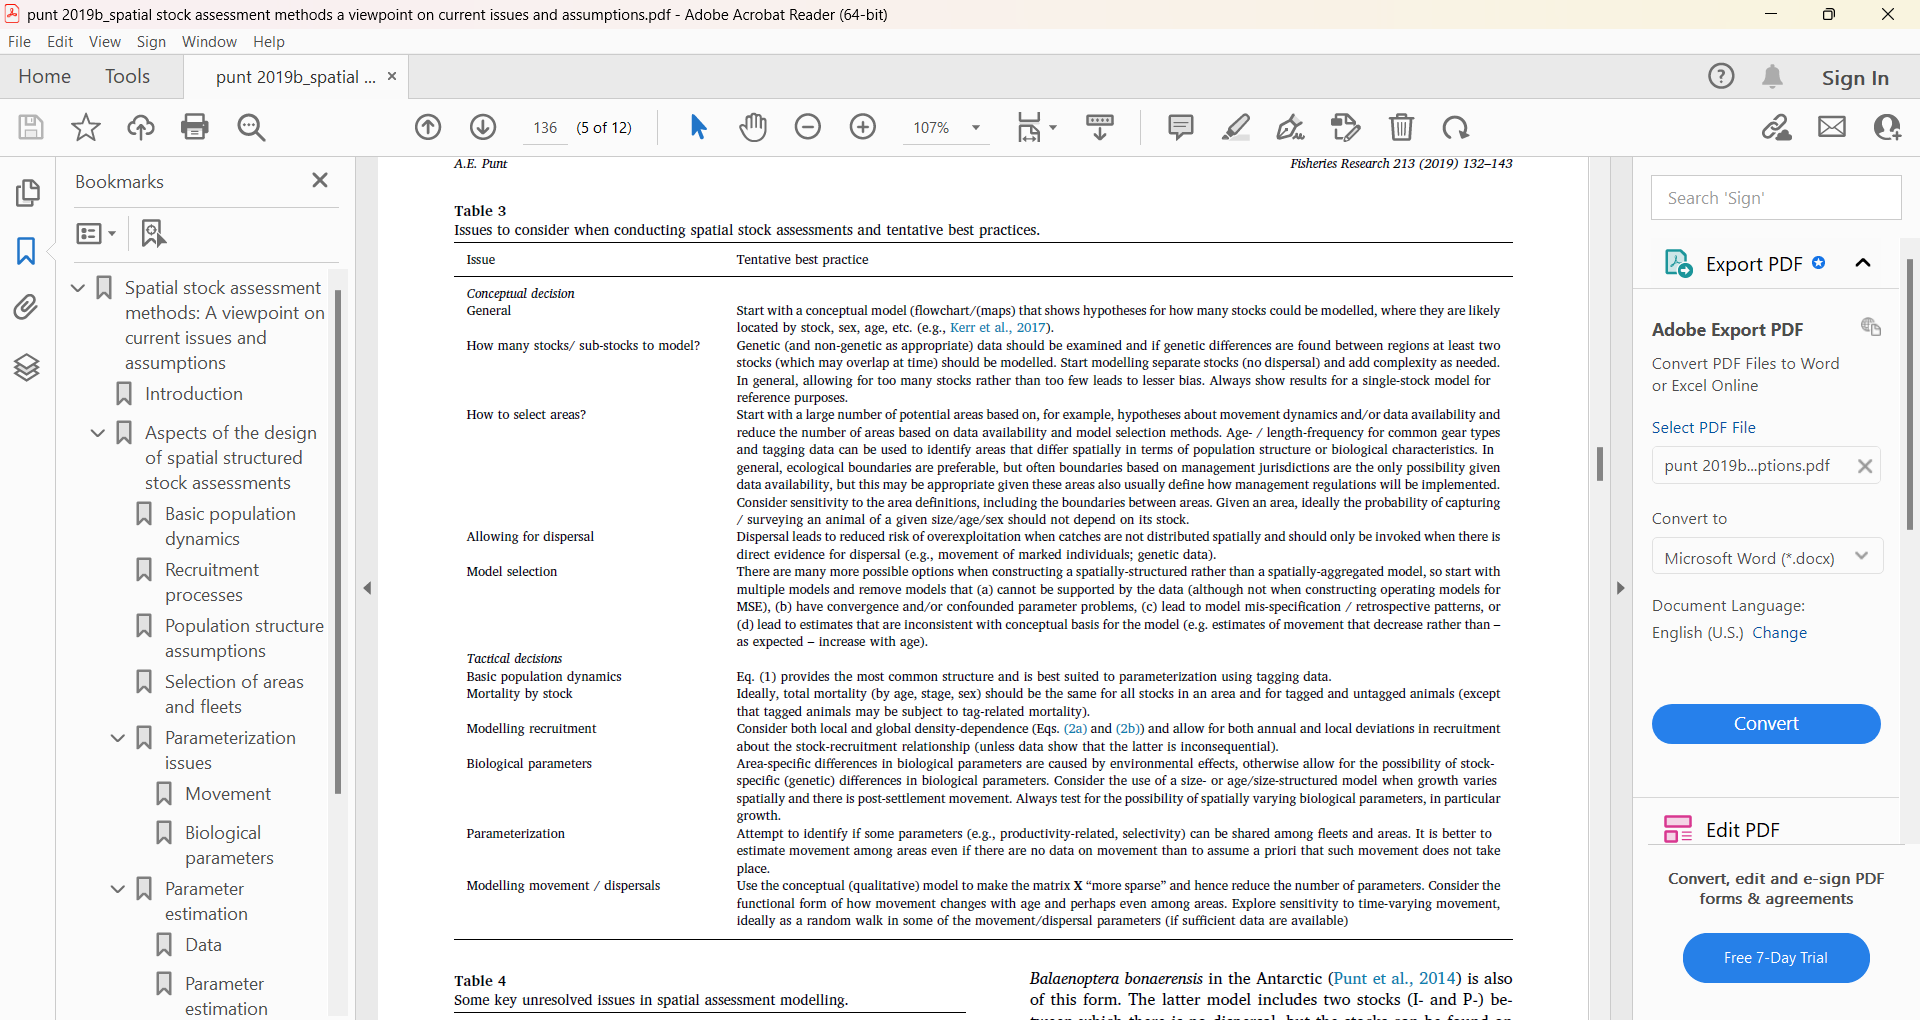 punt 2019b_spatial stock assessment methods a viewpoint on current issues and assumptions.pdf - Adobe Acrobat Reader (64-bit)
File Edit View Sign Window Help
Home Tools punt 2019b_spatial ... × Sign In
136 (5 of 12) 107%
Bookmarks
Spatial stock assessment
methods: A viewpoint on
current issues and
assumptions
Introduction
Aspects of the design
of spatial structured
stock assessments
Basic population
dynamics
Recruitment
processes
Population structure
assumptions
Selection of areas
and fleets
Parameterization
issues
Movement
Biological
parameters
Parameter
estimation
Data
Parameter
estimation
A.E. Punt
Fisheries Research 213 (2019) 132–143
Table 3
Issues to consider when conducting spatial stock assessments and tentative best practices.
Issue Tentative best practice
Conceptual decision
General Start with a conceptual model (flowchart/(maps) that shows hypotheses for how many stocks could be modelled, where they are likely
located by stock, sex, age, etc. (e.g., Kerr et al., 2017).
How many stocks/ sub-stocks to model? Genetic (and non-genetic as appropriate) data should be examined and if genetic differences are found between regions at least two
stocks (which may overlap at time) should be modelled. Start modelling separate stocks (no dispersal) and add complexity as needed.
In general, allowing for too many stocks rather than too few leads to lesser bias. Always show results for a single-stock model for
reference purposes.
How to select areas? Start with a large number of potential areas based on, for example, hypotheses about movement dynamics and/or data availability and
reduce the number of areas based on data availability and model selection methods. Age- / length-frequency for common gear types
and tagging data can be used to identify areas that differ spatially in terms of population structure or biological characteristics. In
general, ecological boundaries are preferable, but often boundaries based on management jurisdictions are the only possibility given
data availability, but this may be appropriate given these areas also usually define how management regulations will be implemented.
Consider sensitivity to the area definitions, including the boundaries between areas. Given an area, ideally the probability of capturing
/ surveying an animal of a given size/age/sex should not depend on its stock.
Allowing for dispersal Dispersal leads to reduced risk of overexploitation when catches are not distributed spatially and should only be invoked when there is
direct evidence for dispersal (e.g., movement of marked individuals; genetic data).
Model selection There are many more possible options when constructing a spatially-structured rather than a spatially-aggregated model, so start with
multiple models and remove models that (a) cannot be supported by the data (although not when constructing operating models for
MSE), (b) have convergence and/or confounded parameter problems, (c) lead to model mis-specification / retrospective patterns, or
(d) lead to estimates that are inconsistent with conceptual basis for the model (e.g. estimates of movement that decrease rather than –
as expected – increase with age).
Tactical decisions
Basic population dynamics Eq. (1) provides the most common structure and is best suited to parameterization using tagging data.
Mortality by stock Ideally, total mortality (by age, stage, sex) should be the same for all stocks in an area and for tagged and untagged animals (except
that tagged animals may be subject to tag-related mortality).
Modelling recruitment Consider both local and global density-dependence (Eqs. (2a) and (2b)) and allow for both annual and local deviations in recruitment
about the stock-recruitment relationship (unless data show that the latter is inconsequential).
Biological parameters Area-specific differences in biological parameters are caused by environmental effects, otherwise allow for the possibility of stock-
specific (genetic) differences in biological parameters. Consider the use of a size- or age/size-structured model when growth varies
spatially and there is post-settlement movement. Always test for the possibility of spatially varying biological parameters, in particular
growth.
Parameterization Attempt to identify if some parameters (e.g., productivity-related, selectivity) can be shared among fleets and areas. It is better to
estimate movement among areas even if there are no data on movement than to assume a priori that such movement does not take
place.
Modelling movement / dispersals Use the conceptual (qualitative) model to make the matrix X “more sparse” and hence reduce the number of parameters. Consider the
functional form of how movement changes with age and perhaps even among areas. Explore sensitivity to time-varying movement,
ideally as a random walk in some of the movement/dispersal parameters (if sufficient data are available)
Table 4
Some key unresolved issues in spatial assessment modelling.
Balaenoptera bonaerensis in the Antarctic (Punt et al., 2014) is also
of this form. The latter model includes two stocks (I- and P-) be-
tween which there is no dispersal, but the stocks can be found on
Search 'Sign'
Export PDF
Adobe Export PDF
Convert PDF Files to Word
or Excel Online
Select PDF File
punt 2019b...ptions.pdf
Convert to
Microsoft Word (*.docx)
Document Language:
English (U.S.) Change
Convert
Edit PDF
Convert, edit and e-sign PDF
forms & agreements
Free 7-Day Trial